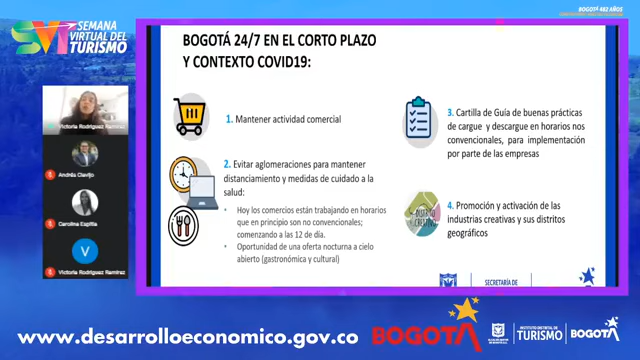 SEMANA
VIRTUAL DEL
TURISMO
BOGOTÁ 482 AÑOS
BOGOTÁ 24/7 EN EL CORTO PLAZO
Y CONTEXTO COVID19:
1. Mantener actividad comercial
2. Evitar aglomeraciones para mantener
distanciamiento y medidas de cuidado a la
salud:
• Hoy los comercios están trabajando en horarios
que en principio son no convencionales;
comenzando a las 12 de día.
• Oportunidad de una oferta nocturna a cielo
abierto (gastronómica y cultural)
3. Cartilla de Guía de buenas prácticas
de cargue y descargue en horarios nos
convencionales, para implementación
por parte de las empresas
4. Promoción y activación de las
industrias creativas y sus distritos
geográficos
DISTRITO
CREATIVO
Victoria Rodriguez Ramirez
Andrés Clavijo
Carolina Espitia
V
Victoria Rodriguez Ramirez
SECRETARÍA DE
www.desarrolloeconomico.gov.co
BOGOTÁ
INSTITUTO DISTRITAL DE
TURISMO
BOGOTÁ